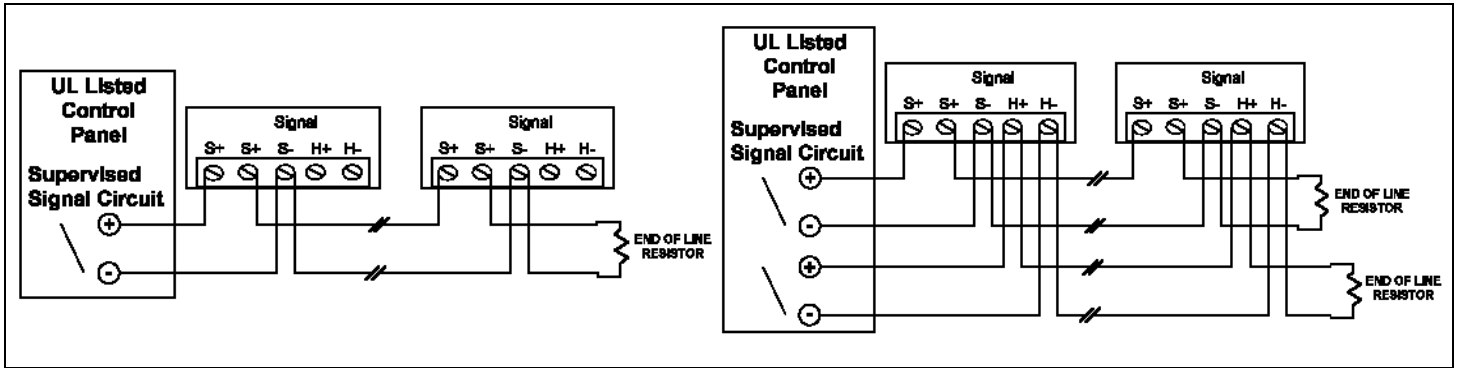 UL Listed
Control
Panel
Supervised
Signal Circuit
+
-
Signal
S+ S+ S- H+ H-
Signal
S+ S+ S- H+ H-
END OF LINE
RESISTOR
UL Listed
Control
Panel
Supervised
Signal Circuit
+
-
+
-
Signal
S+ S+ S- H+ H-
Signal
S+ S+ S- H+ H-
END OF LINE
RESISTOR
END OF LINE
RESISTOR